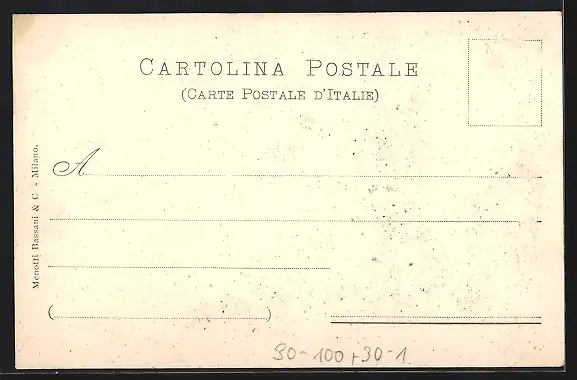 CARTOLINA POSTALE
(CARTE POSTALE D'ITALIE)
A
( )
Menotti Bassani & C - Milano.
30-100+30-1